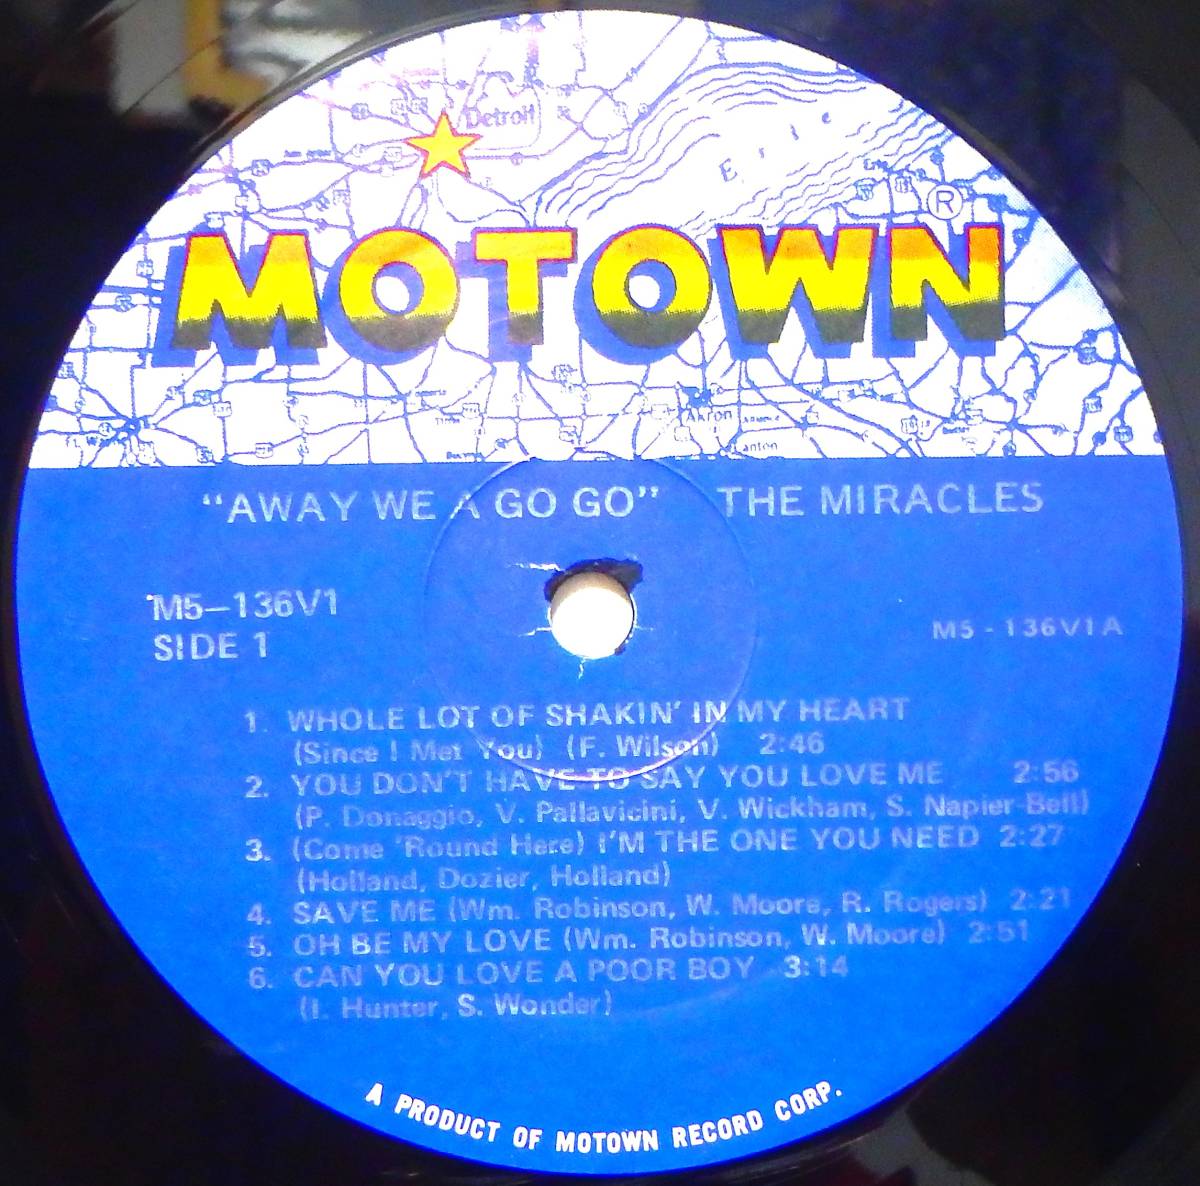 Detroit
Erie
Erie
®
MOTOWN
Akron
Canton
"AWAY WE A GO GO" THE MIRACLES
M5-136V1
SIDE 1
M5-136V1A
1. WHOLE LOT OF SHAKIN' IN MY HEART
(Since I Met You) (F. Wilson) 2:46
2. YOU DON'T HAVE TO SAY YOU LOVE ME 2:56
(P. Donaggio, V. Pallavicini, V. Wickham, S. Napier-Bell)
3. (Come 'Round Here) I'M THE ONE YOU NEED 2:27
(Holland, Dozier, Holland)
4. SAVE ME (Wm. Robinson, W. Moore, R. Rogers) 2:21
5. OH BE MY LOVE (Wm. Robinson, W. Moore) 2:51
6. CAN YOU LOVE A POOR BOY 3:14
(I. Hunter, S. Wonder)
A PRODUCT OF MOTOWN RECORD CORP.